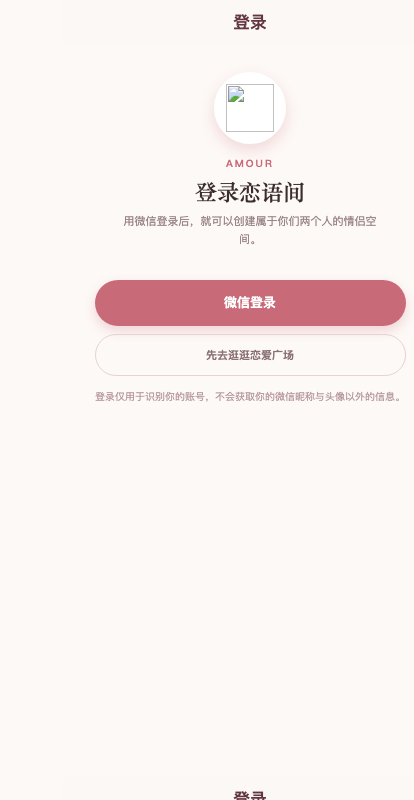 登录
AMOUR
登录恋语间
用微信登录后，就可以创建属于你们两个人的情侣空
间。
微信登录
先去逛逛恋爱广场
登录仅用于识别你的账号，不会获取你的微信昵称与头像以外的信息。
登录